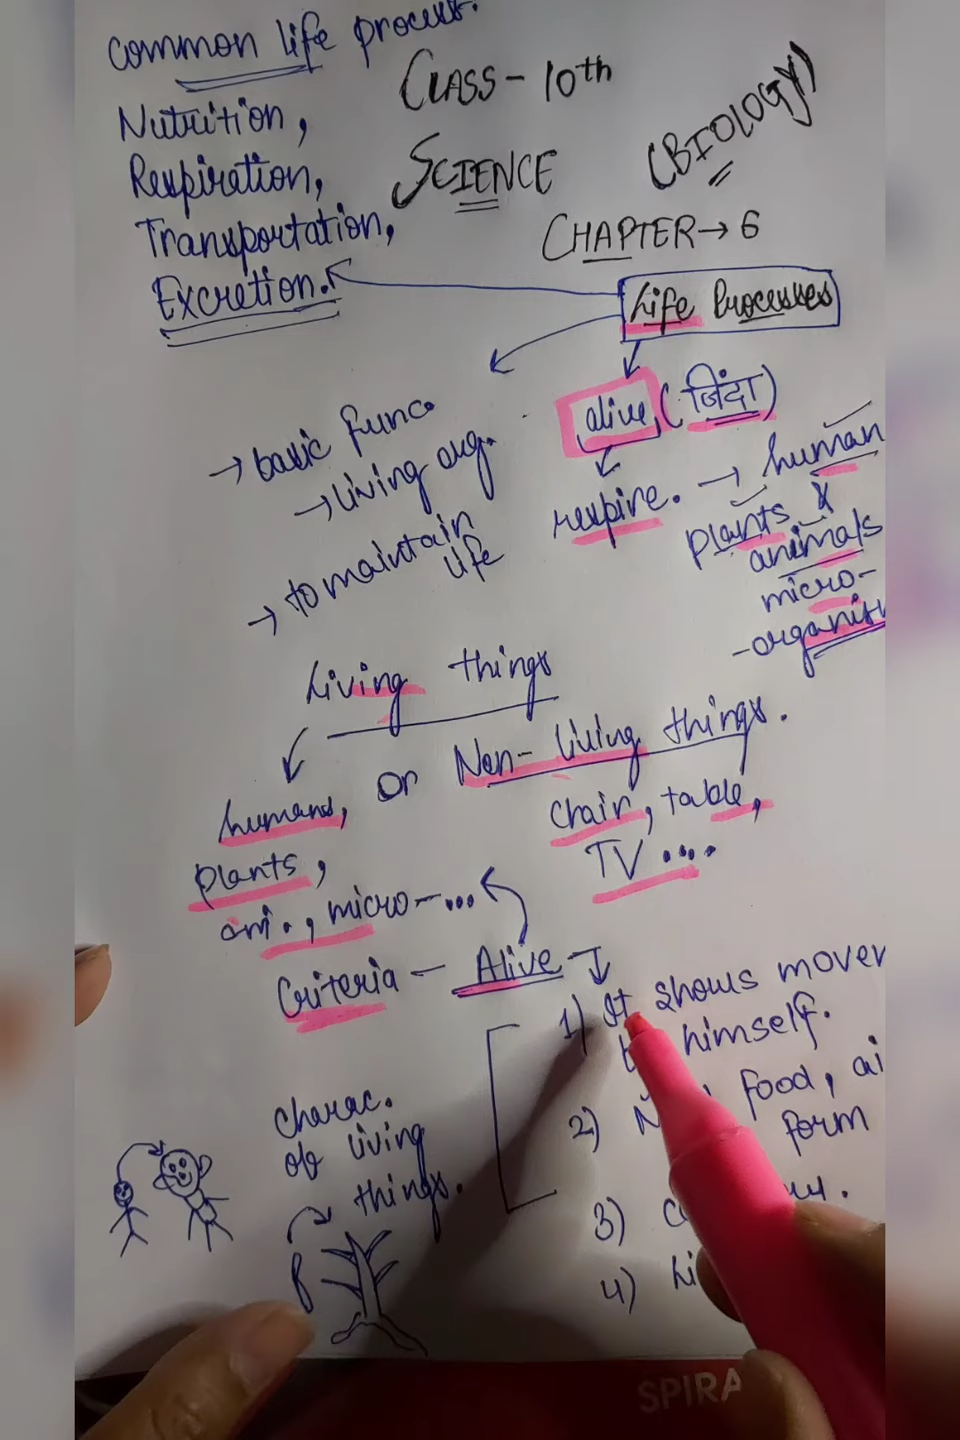 common life process.
Nutrition,
Respiration,
Transportation,
Excretion.
CLASS - 10th
SCIENCE (BIOLOGY)
CHAPTER → 6
Life Processes
→ basic func.
→ living org.
→ to maintain
life
alive (जिंदा)
respire. → human
plants &
animals
micro-
-organis
Living things
or Non-living things.
humans,
plants,
ani., micro-...
chair, table,
TV ....
Criteria - Alive →
1) It shows movem
himself.
2) food, ai
form
3)
4)
charac.
of living
things.
SPIRA